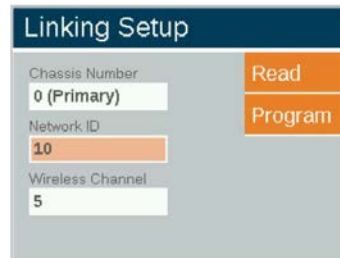 Linking Setup
Chassis Number
0 (Primary)
Network ID
10
Wireless Channel
5
Read
Program